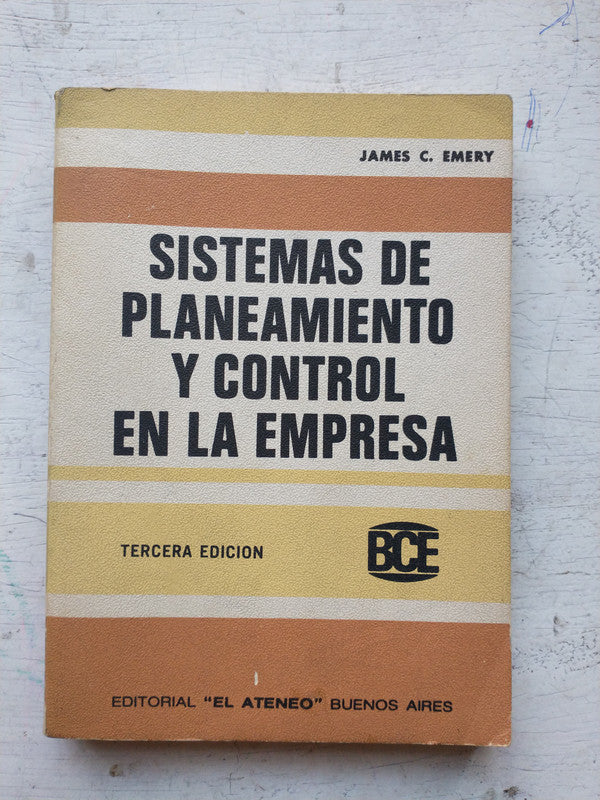 JAMES C. EMERY
SISTEMAS DE
PLANEAMIENTO
Y CONTROL
EN LA EMPRESA
TERCERA EDICION
BCE
EDITORIAL "EL ATENEO" BUENOS AIRES